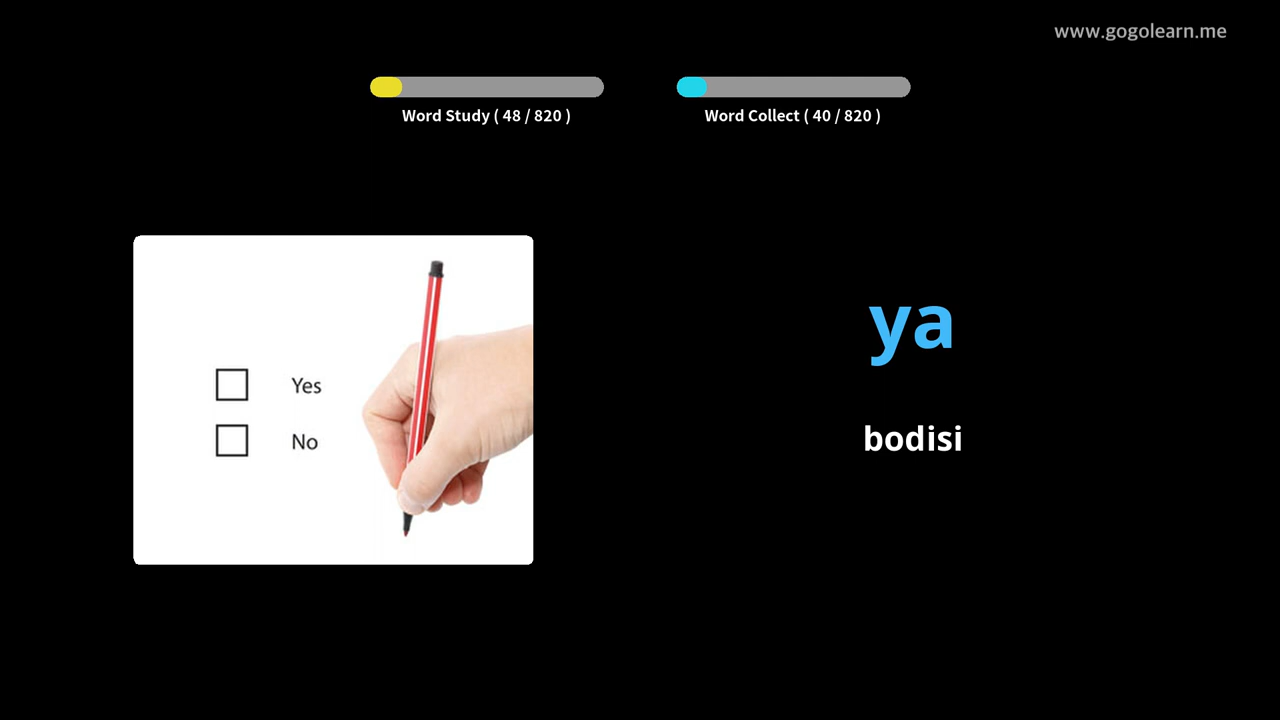 www.gogolearn.me
Word Study ( 48 / 820 )
Word Collect ( 40 / 820 )
Yes
No
ya
bodisi